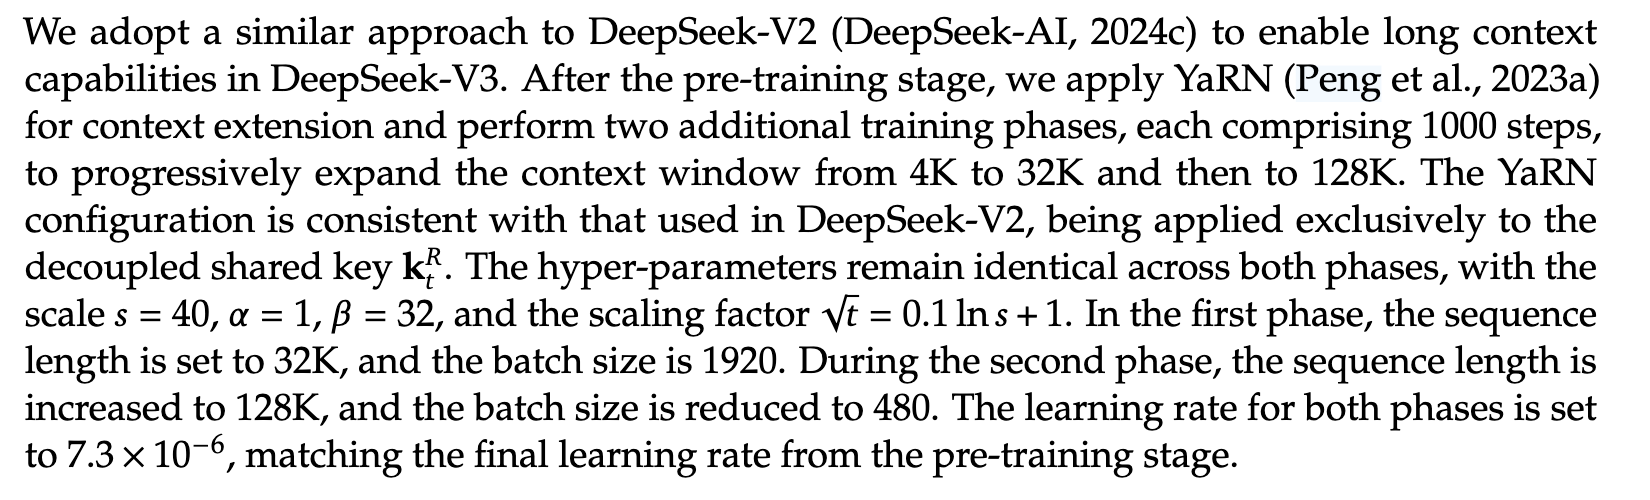 We adopt a similar approach to DeepSeek-V2 (DeepSeek-AI, 2024c) to enable long context
capabilities in DeepSeek-V3. After the pre-training stage, we apply YaRN (Peng et al., 2023a)
for context extension and perform two additional training phases, each comprising 1000 steps,
to progressively expand the context window from 4K to 32K and then to 128K. The YaRN
configuration is consistent with that used in DeepSeek-V2, being applied exclusively to the
decoupled shared key $\mathbf{k}_t^R$. The hyper-parameters remain identical across both phases, with the
scale $s = 40$, $\alpha = 1$, $\beta = 32$, and the scaling factor $\sqrt{t} = 0.1 \ln s + 1$. In the first phase, the sequence
length is set to 32K, and the batch size is 1920. During the second phase, the sequence length is
increased to 128K, and the batch size is reduced to 480. The learning rate for both phases is set
to $7.3 \times 10^{-6}$, matching the final learning rate from the pre-training stage.